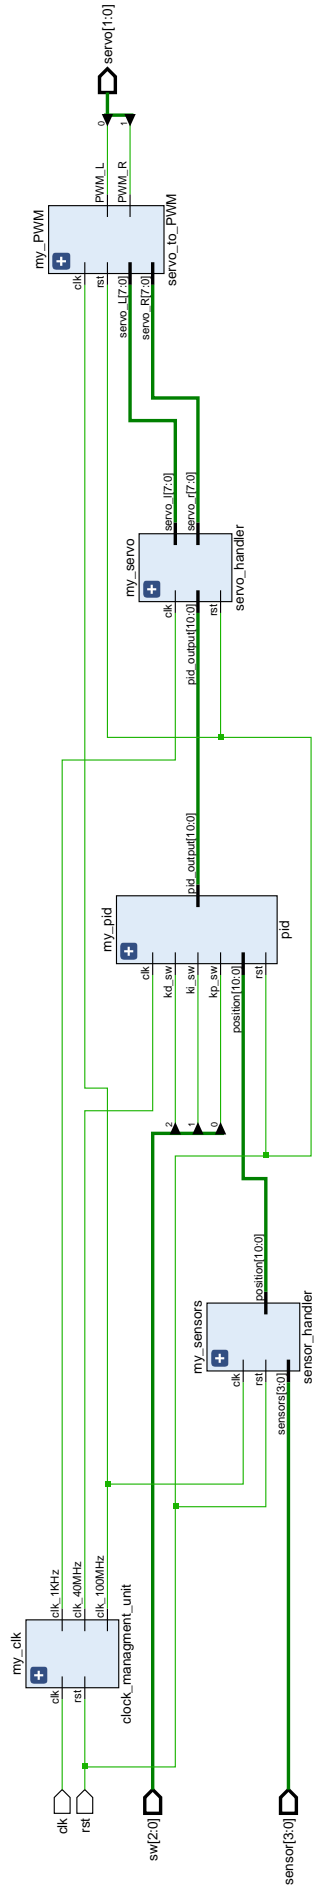 clk
rst
sw[2:0]
sensor[3:0]
my_clk
clk
rst
clk_1KHz
clk_40MHz
clk_100MHz
clock_managment_unit
my_sensors
clk
rst
sensors[3:0]
position[10:0]
sensor_handler
2
1
0
my_pid
clk
kd_sw
ki_sw
kp_sw
position[10:0]
rst
pid_output[10:0]
pid
my_servo
clk
pid_output[10:0]
rst
servo_l[7:0]
servo_r[7:0]
servo_handler
my_PWM
clk
rst
servo_L[7:0]
servo_R[7:0]
PWM_L
PWM_R
servo_to_PWM
0
1
servo[1:0]